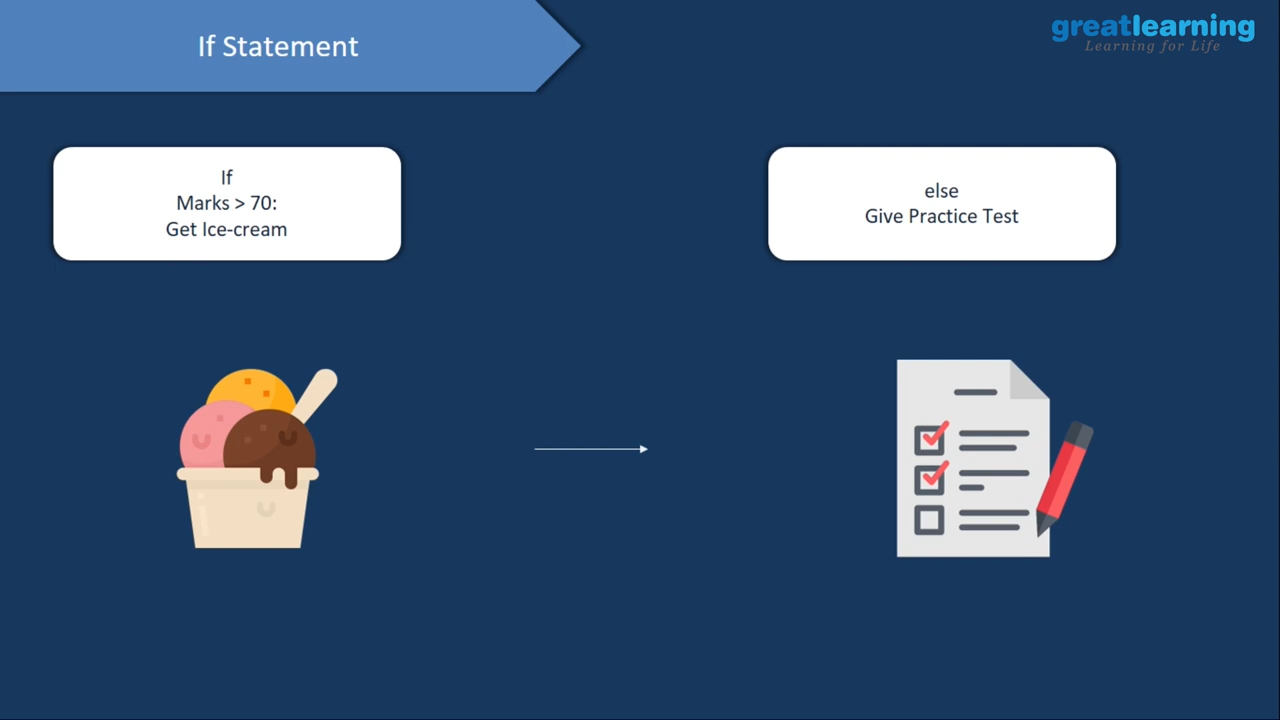 If Statement
greatlearning
Learning for Life
If
Marks > 70:
Get Ice-cream
else
Give Practice Test